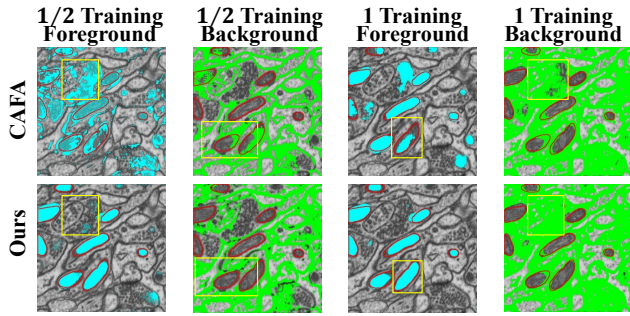 1/2 Training 1/2 Training 1 Training 1 Training
Foreground Background Foreground Background
CAFA
Ours